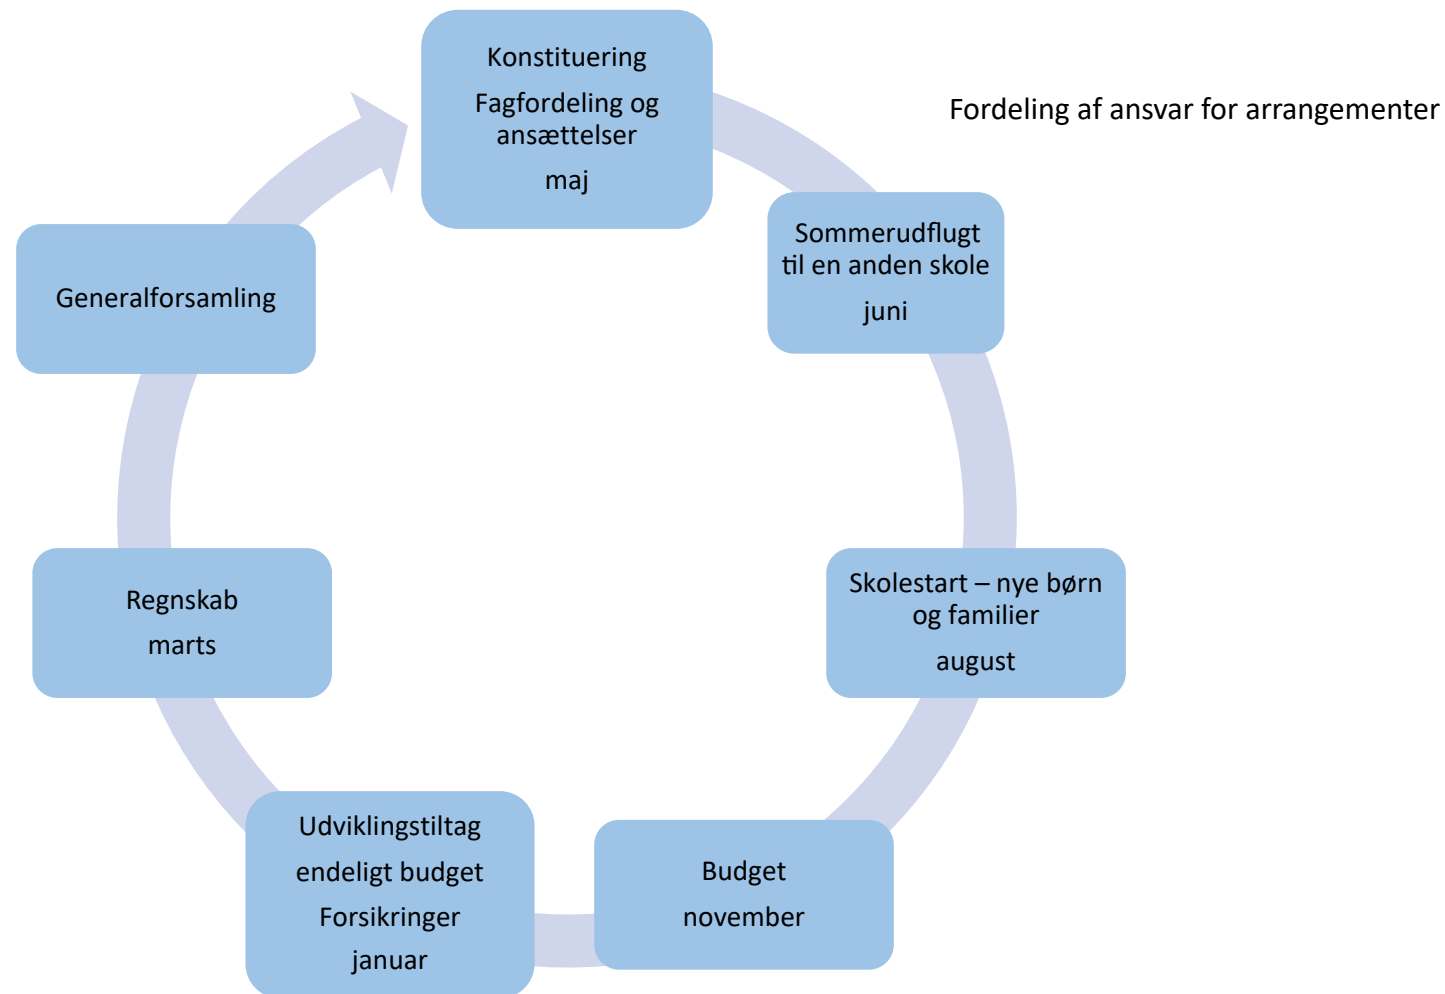 Konstituering
Fagfordeling og
ansættelser
maj
Fordeling af ansvar for arrangementer
Sommerudflugt
til en anden skole
juni
Skolestart – nye børn
og familier
august
Budget
november
Udviklingstiltag
endeligt budget
Forsikringer
januar
Regnskab
marts
Generalforsamling